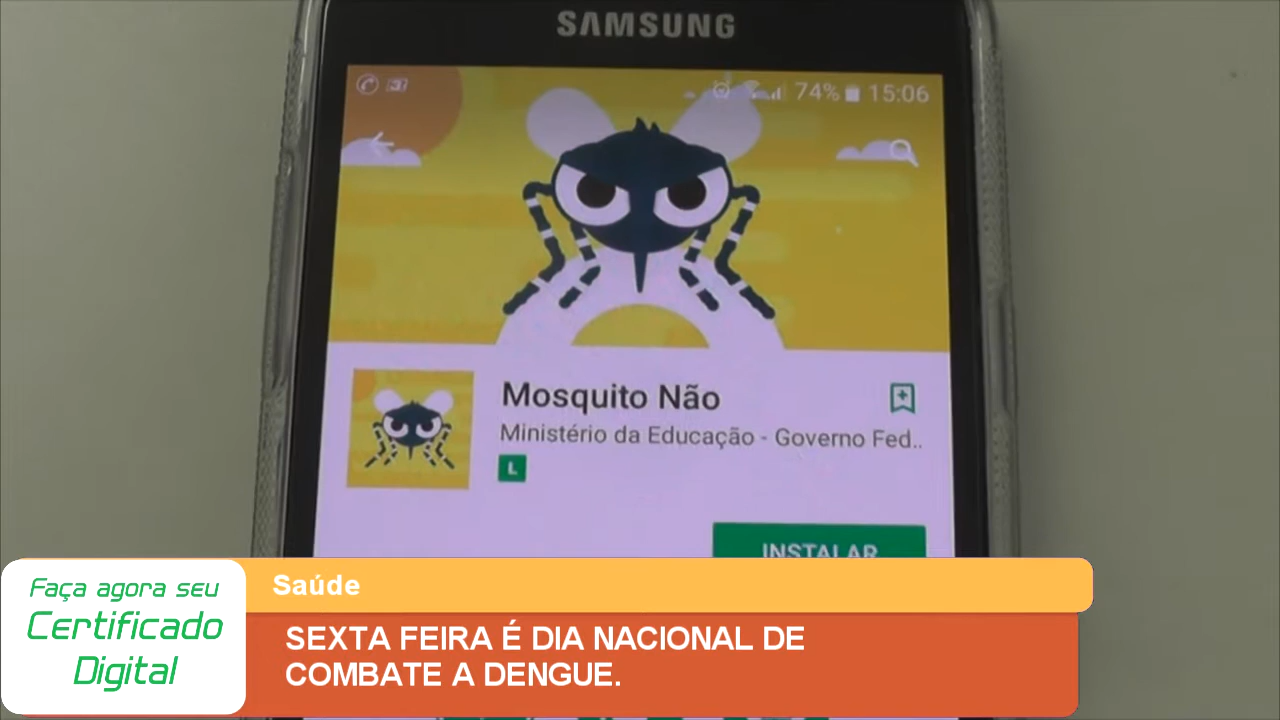 SAMSUNG
74% 15:06
Mosquito Não
Ministério da Educação - Governo Fed..
L
INSTALAR
Faça agora seu
Certificado
Digital
Saúde
SEXTA FEIRA É DIA NACIONAL DE
COMBATE A DENGUE.